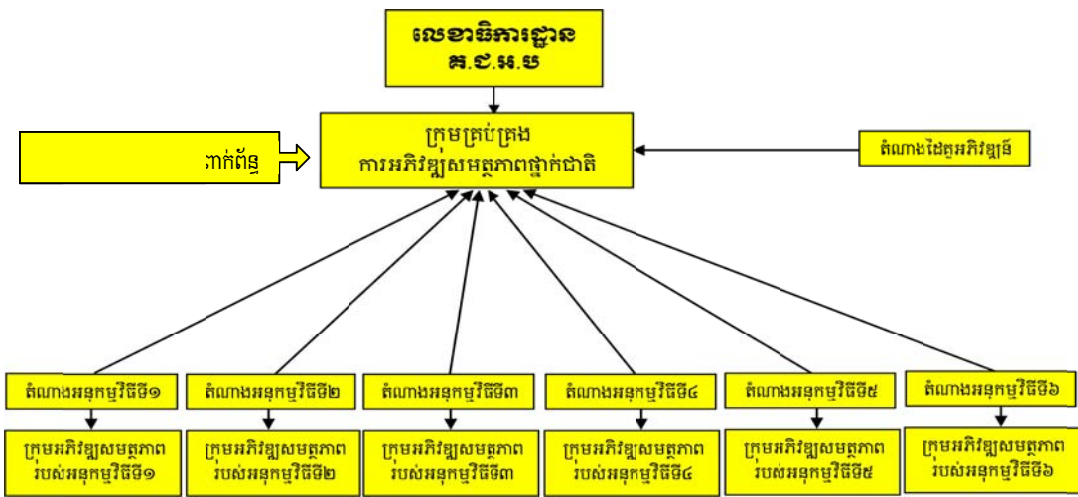 លេខាធិការដ្ឋាន
គ.ជ.អ.ប
ក្រុមគ្រប់គ្រង
ការអភិវឌ្ឍសមត្ថភាពថ្នាក់ជាតិ
ពាក់ព័ន្ធ
តំណាងដៃគូអភិវឌ្ឍន៍
តំណាងអនុកម្មវិធីទី១
តំណាងអនុកម្មវិធីទី២
តំណាងអនុកម្មវិធីទី៣
តំណាងអនុកម្មវិធីទី៤
តំណាងអនុកម្មវិធីទី៥
តំណាងអនុកម្មវិធីទី៦
ក្រុមអភិវឌ្ឍសមត្ថភាព
របស់អនុកម្មវិធីទី១
ក្រុមអភិវឌ្ឍសមត្ថភាព
របស់អនុកម្មវិធីទី២
ក្រុមអភិវឌ្ឍសមត្ថភាព
របស់អនុកម្មវិធីទី៣
ក្រុមអភិវឌ្ឍសមត្ថភាព
របស់អនុកម្មវិធីទី៤
ក្រុមអភិវឌ្ឍសមត្ថភាព
របស់អនុកម្មវិធីទី៥
ក្រុមអភិវឌ្ឍសមត្ថភាព
របស់អនុកម្មវិធីទី៦